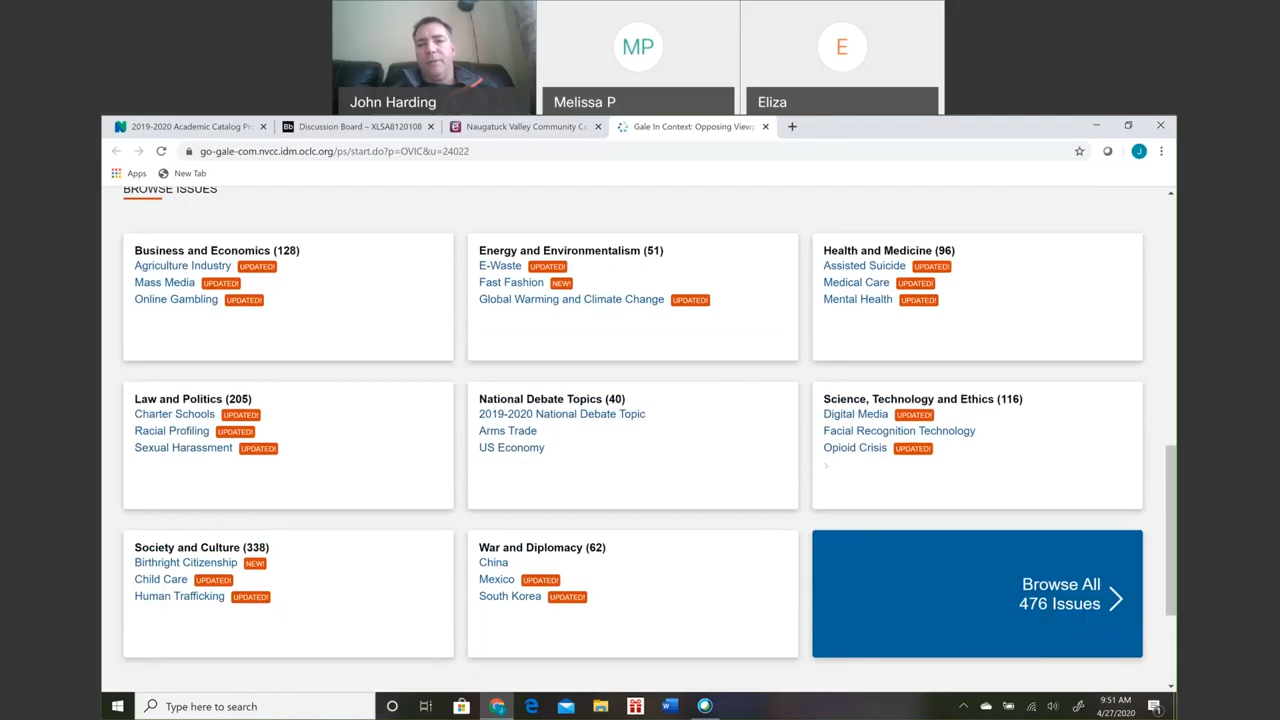 MP
E
John Harding
Melissa P
Eliza
2019-2020 Academic Catalog Pr
Bb Discussion Board – XLSAB120108
Naugatuck Valley Community Co
Gale In Context: Opposing Viewp
go-gale-com.nvcc.idm.oclc.org/ps/start.do?p=OVIC&u=24022
J
Apps
New Tab
BROWSE ISSUES
Business and Economics (128)
Agriculture Industry UPDATED!
Mass Media UPDATED!
Online Gambling UPDATED!
Energy and Environmentalism (51)
E-Waste UPDATED!
Fast Fashion NEW!
Global Warming and Climate Change UPDATED!
Health and Medicine (96)
Assisted Suicide UPDATED!
Medical Care UPDATED!
Mental Health UPDATED!
Law and Politics (205)
Charter Schools UPDATED!
Racial Profiling UPDATED!
Sexual Harassment UPDATED!
National Debate Topics (40)
2019-2020 National Debate Topic
Arms Trade
US Economy
Science, Technology and Ethics (116)
Digital Media UPDATED!
Facial Recognition Technology
Opioid Crisis UPDATED!
Society and Culture (338)
Birthright Citizenship NEW!
Child Care UPDATED!
Human Trafficking UPDATED!
War and Diplomacy (62)
China
Mexico UPDATED!
South Korea UPDATED!
Browse All
476 Issues
Type here to search
9:51 AM
4/27/2020